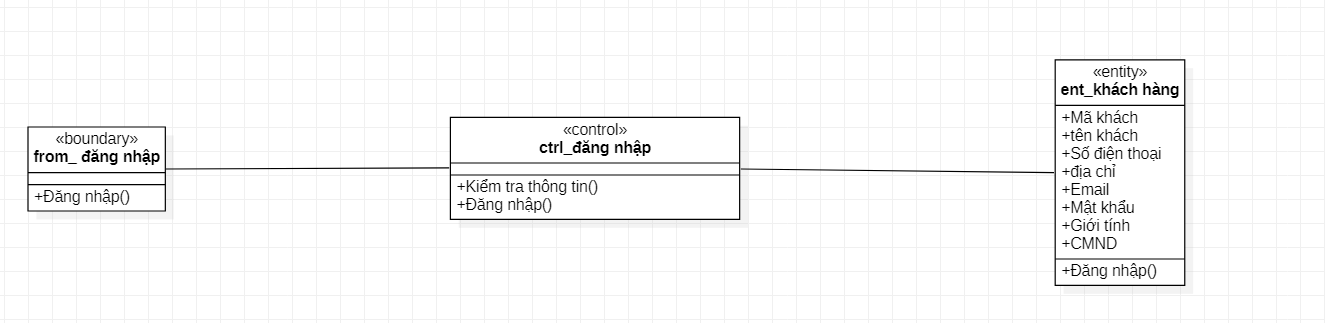 «boundary»
from_ đăng nhập
+Đăng nhập()
«control»
ctrl_đăng nhập
+Kiểm tra thông tin()
+Đăng nhập()
«entity»
ent_khách hàng
+Mã khách
+tên khách
+Số điện thoại
+địa chỉ
+Email
+Mật khẩu
+Giới tính
+CMND
+Đăng nhập()